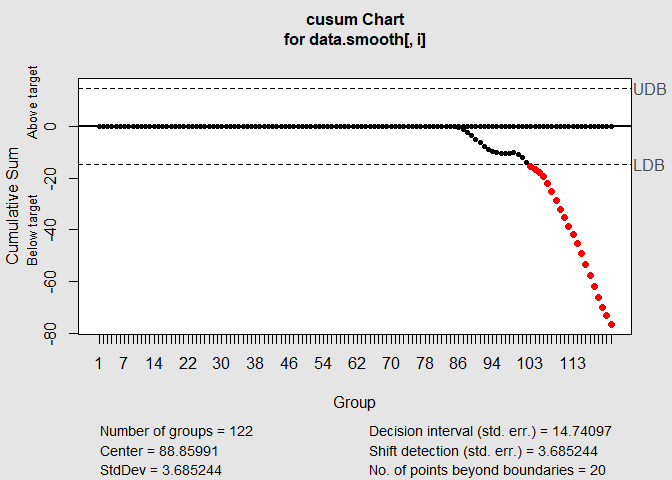 cusum Chart
for data.smooth[, i]
Cumulative Sum
Above target
Below target
0
-20
-40
-60
-80
UDB
LDB
1 7 14 22 30 38 46 54 62 70 78 86 94 103 113
Group
Number of groups = 122
Center = 88.85991
StdDev = 3.685244
Decision interval (std. err.) = 14.74097
Shift detection (std. err.) = 3.685244
No. of points beyond boundaries = 20